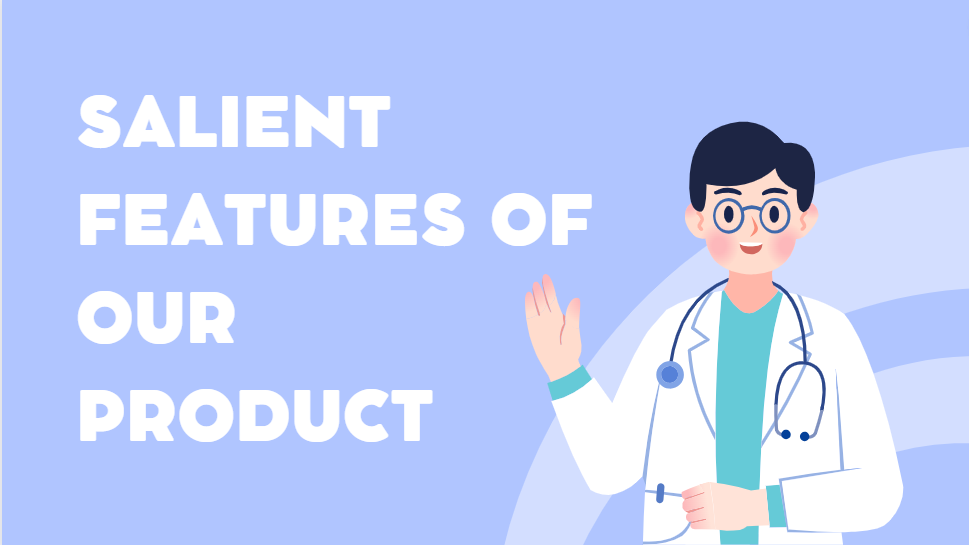 SALIENT
FEATURES OF
OUR
PRODUCT